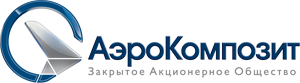 АэроКомпозит
Закрытое Акционерное Общество